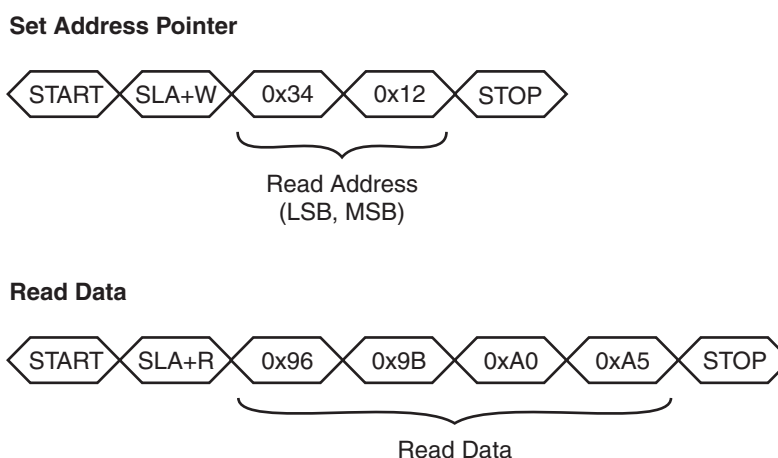 Set Address Pointer
START SLA+W 0x34 0x12 STOP
Read Address
(LSB, MSB)
Read Data
START SLA+R 0x96 0x9B 0xA0 0xA5 STOP
Read Data